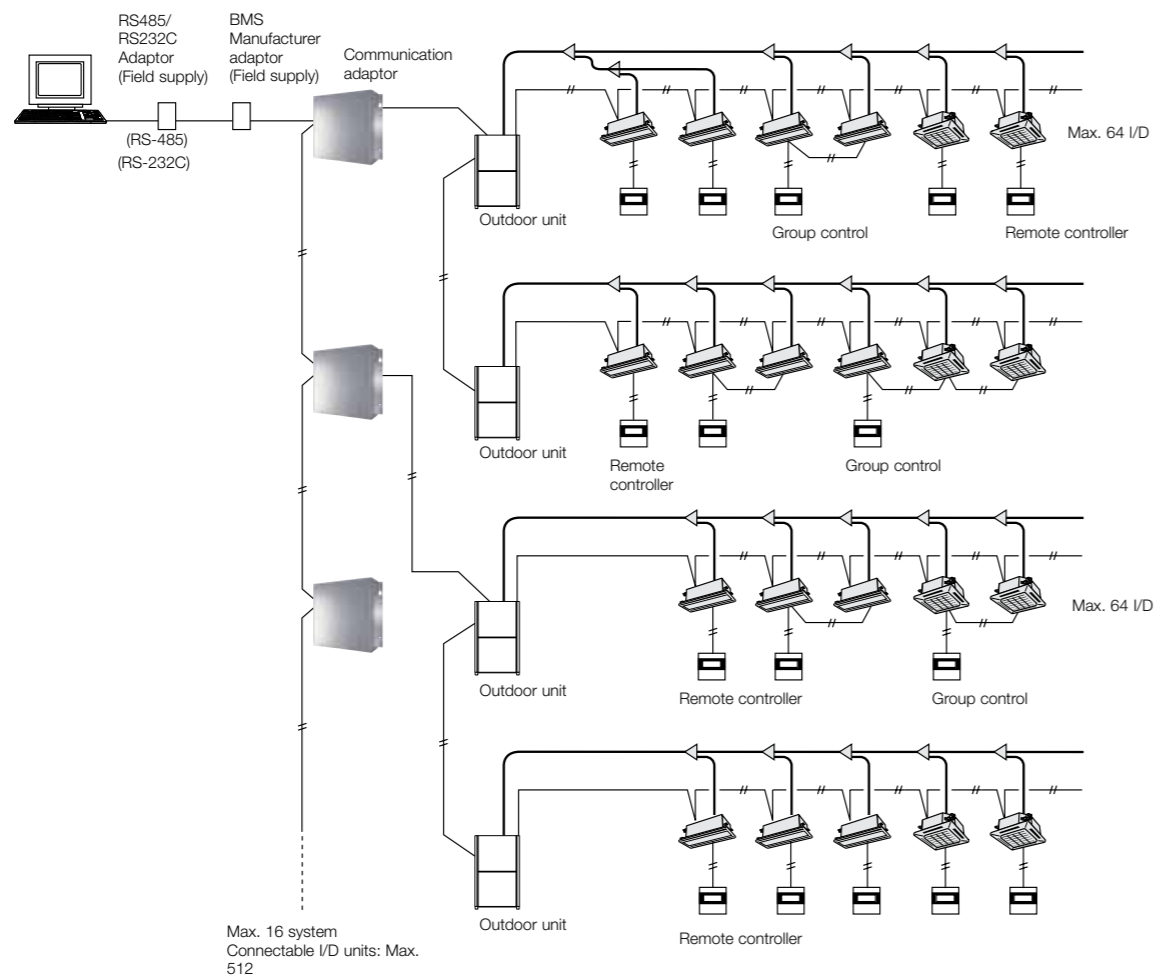 RS485/
RS232C
Adaptor
(Field supply)
BMS
Manufacturer
adaptor
(Field supply)
Communication
adaptor
(RS-485)
(RS-232C)
Max. 64 I/D
Outdoor unit
Group control
Remote controller
Outdoor unit
Remote
controller
Group control
Max. 64 I/D
Outdoor unit
Remote controller
Group control
Outdoor unit
Remote controller
Max. 16 system
Connectable I/D units: Max.
512